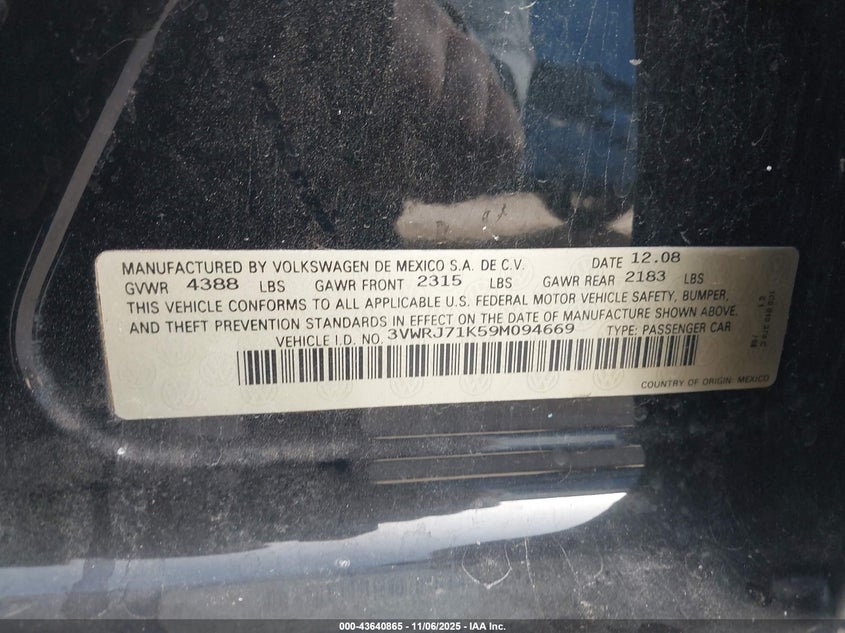 MANUFACTURED BY VOLKSWAGEN DE MEXICO S.A. DE C.V. DATE 12.08
GVWR 4388 LBS GAWR FRONT 2315 LBS GAWR REAR 2183 LBS
THIS VEHICLE CONFORMS TO ALL APPLICABLE U.S. FEDERAL MOTOR VEHICLE SAFETY, BUMPER,
AND THEFT PREVENTION STANDARDS IN EFFECT ON THE DATE OF MANUFACTURE SHOWN ABOVE.
VEHICLE I.D. NO. 3VWRJ71K59M094669 TYPE: PASSENGER CAR
COUNTRY OF ORIGIN: MEXICO
000-43640865 - 11/06/2025 - IAA Inc.